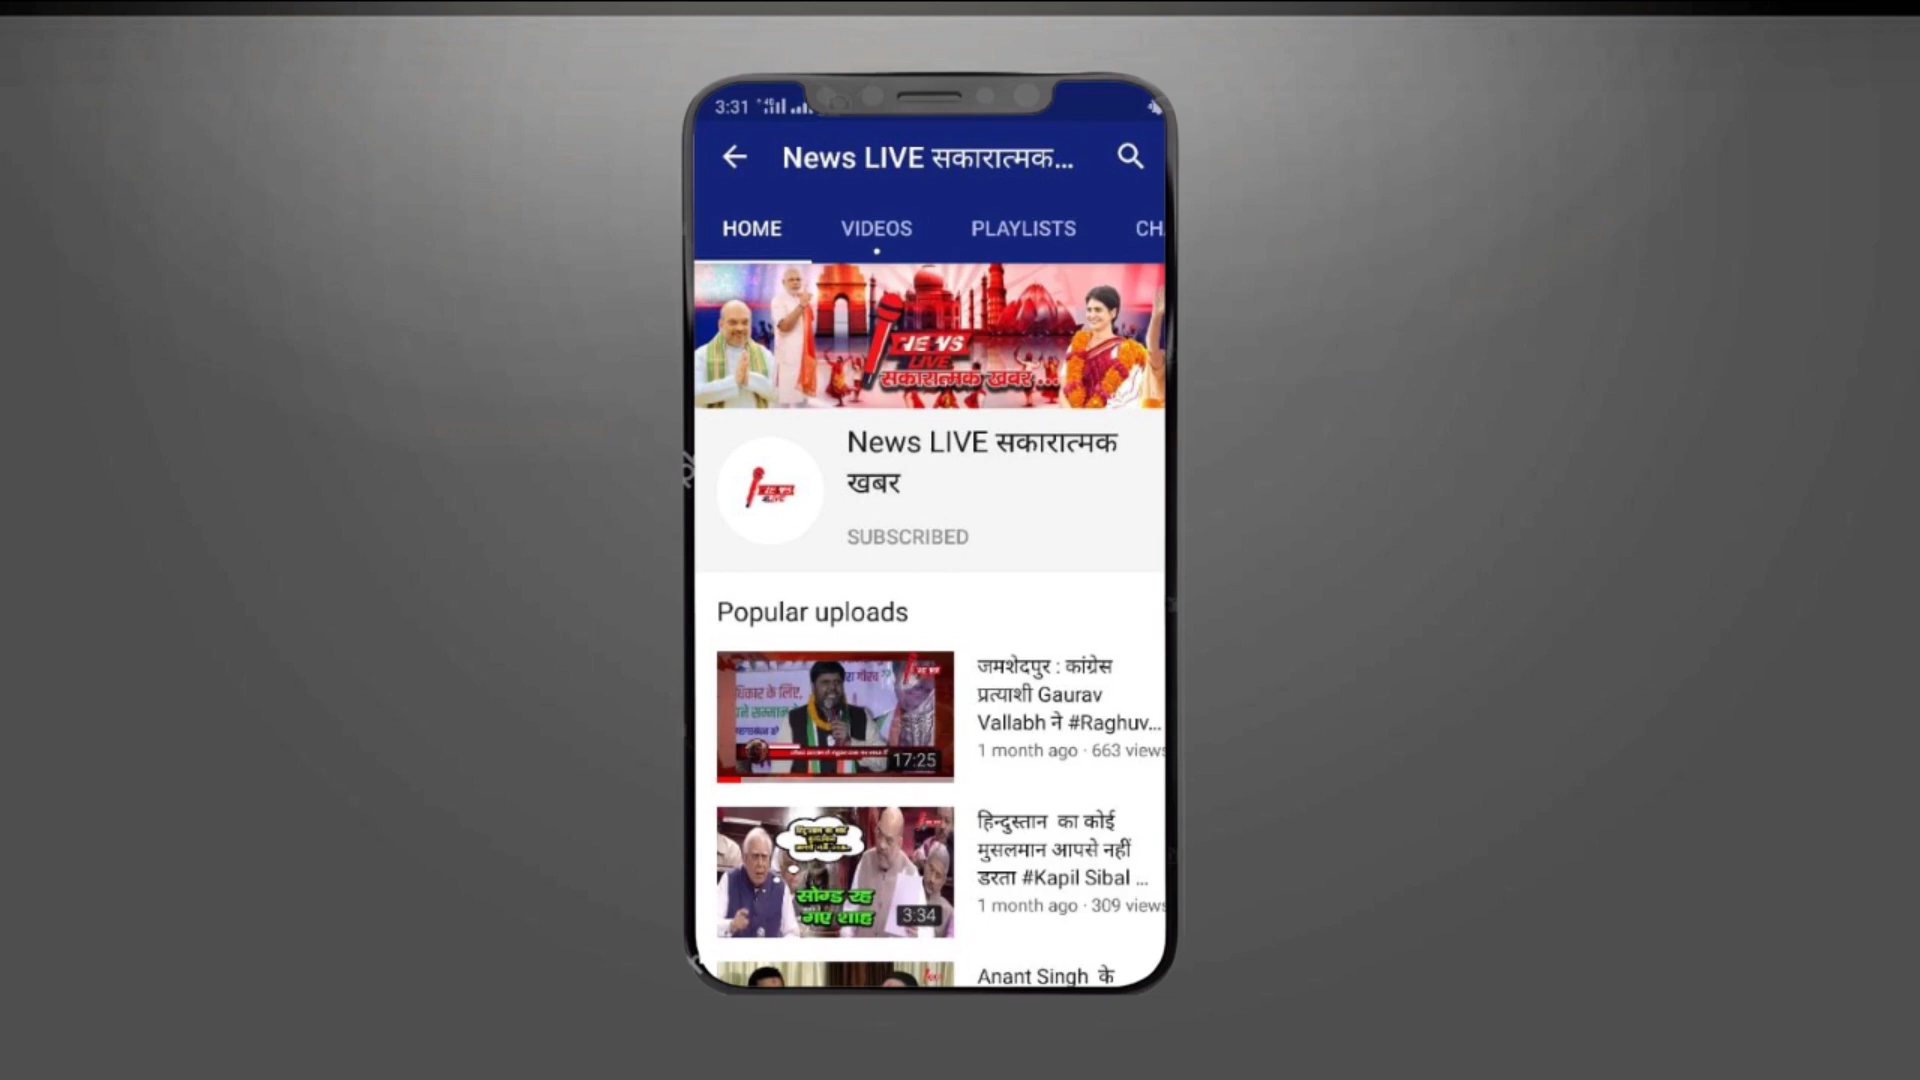 3:31
News LIVE सकारात्मक...
HOME VIDEOS PLAYLISTS CH
NEWS
LIVE
सकारात्मक खबर...
News LIVE सकारात्मक
खबर
SUBSCRIBED
Popular uploads
जमशेदपुर : कांग्रेस
प्रत्याशी Gaurav
Vallabh ने #Raghuv...
1 month ago · 663 views
17:25
हिन्दुस्तान का कोई
मुसलमान आपसे नहीं
डरता #Kapil Sibal ...
1 month ago · 309 views
रह
गए शाह
3:34
Anant Singh के